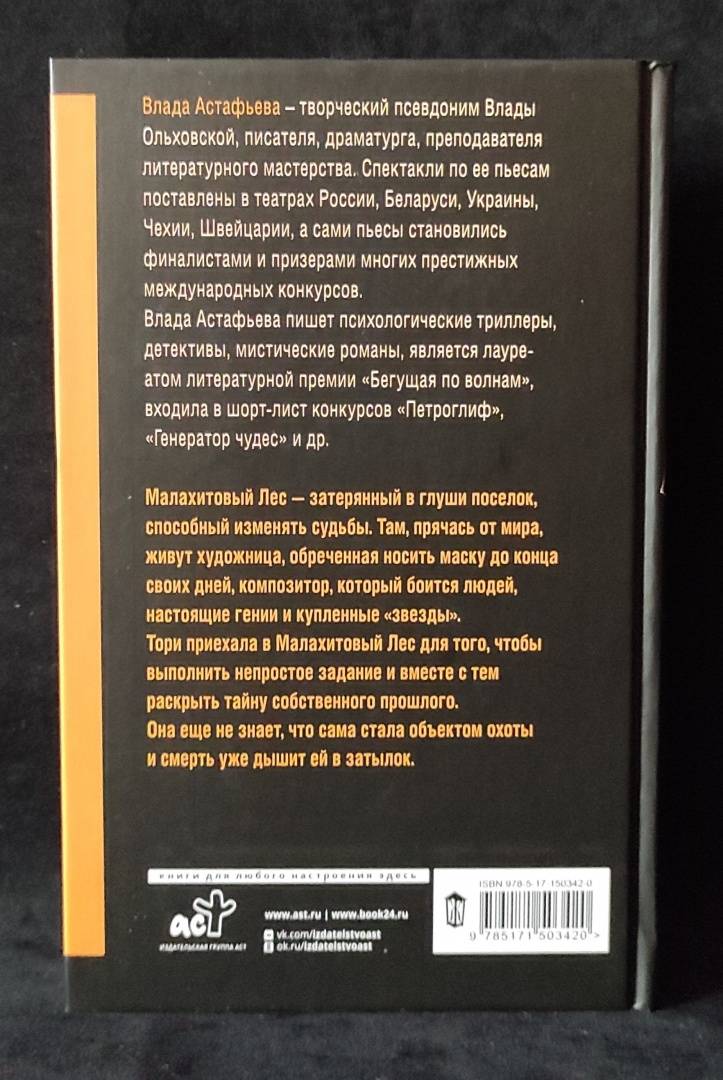 Влада Астафьева – творческий псевдоним Влады
Ольховской, писателя, драматурга, преподавателя
литературного мастерства. Спектакли по ее пьесам
поставлены в театрах России, Беларуси, Украины,
Чехии, Швейцарии, а сами пьесы становились
финалистами и призерами многих престижных
международных конкурсов.
Влада Астафьева пишет психологические триллеры,
детективы, мистические романы, является лауре-
атом литературной премии «Бегущая по волнам»,
входила в шорт-лист конкурсов «Петроглиф»,
«Генератор чудес» и др.
Малахитовый Лес – затерянный в глуши поселок,
способный изменять судьбы. Там, прячась от мира,
живут художница, обреченная носить маску до конца
своих дней, композитор, который боится людей,
настоящие гении и купленные «звезды».
Тори приехала в Малахитовый Лес для того, чтобы
выполнить непростое задание и вместе с тем
раскрыть тайну собственного прошлого.
Она еще не знает, что сама стала объектом охоты
и смерть уже дышит ей в затылок.
книги для любого настроения здесь
аст
ИЗДАТЕЛЬСКАЯ ГРУППА АСТ
www.ast.ru | www.book24.ru
vk.com/izdatelstvoast
ok.ru/izdatelstvoast
ISBN 978-5-17-150342-0
9 785171 503420 >